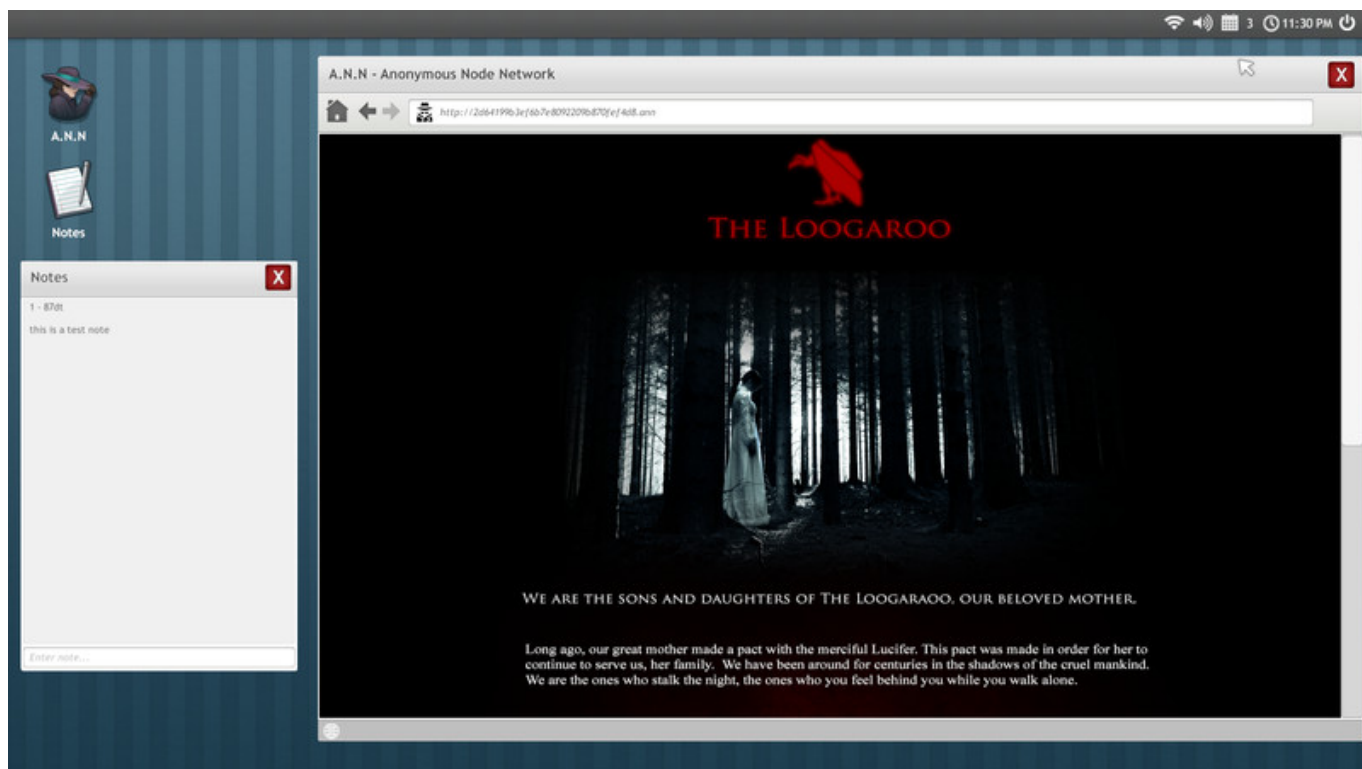 3 11:30 PM
A.N.N
Notes
Notes X
1 - 87dt
this is a test note
Enter note...
A.N.N - Anonymous Node Network X
http://2d64199b3ef6b7e8092209b870fef4d8.ann
THE LOOGAROO
WE ARE THE SONS AND DAUGHTERS OF THE LOOGARAOO. OUR BELOVED MOTHER.
Long ago, our great mother made a pact with the merciful Lucifer. This pact was made in order for her to
continue to serve us, her family. We have been around for centuries in the shadows of the cruel mankind.
We are the ones who stalk the night, the ones who you feel behind you while you walk alone.